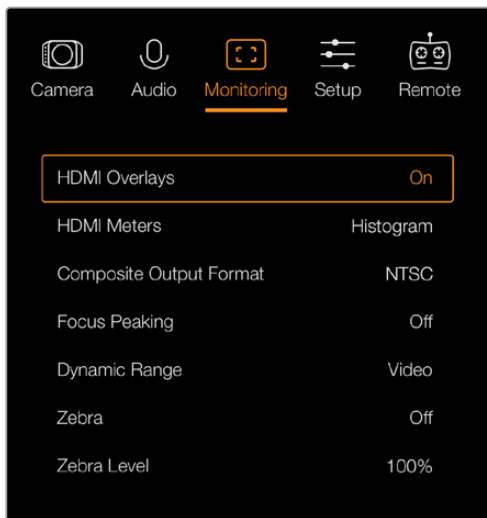 Camera Audio Monitoring Setup Remote
HDMI Overlays On
HDMI Meters Histogram
Composite Output Format NTSC
Focus Peaking Off
Dynamic Range Video
Zebra Off
Zebra Level 100%